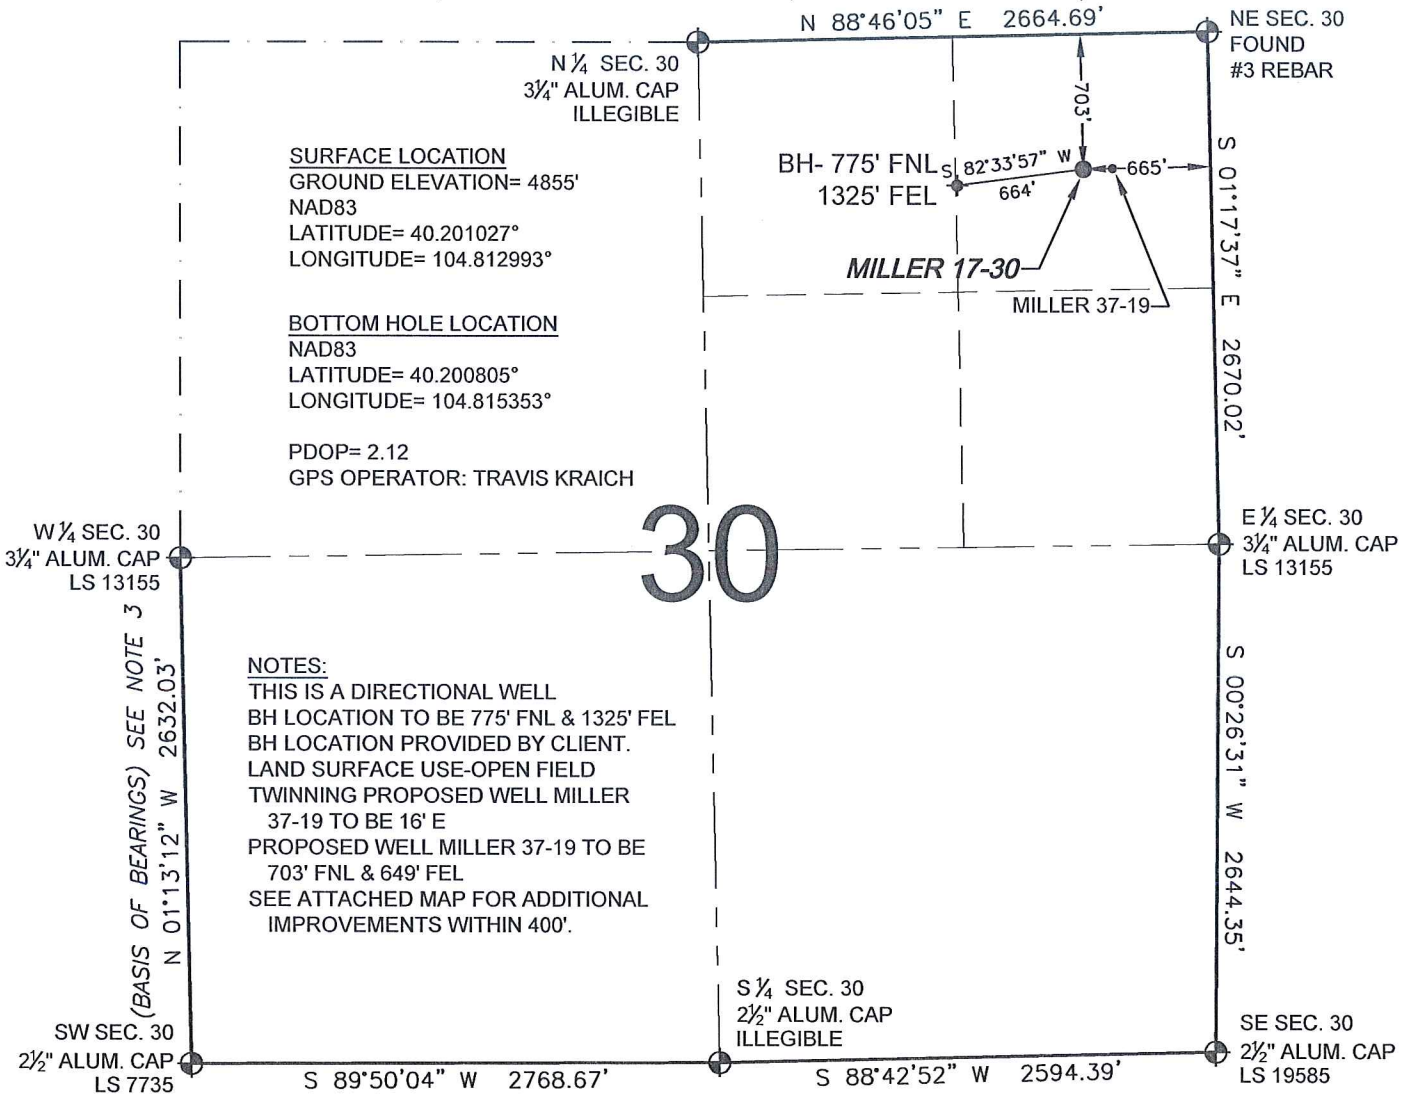 N 88°46'05" E 2664.69'
NE SEC. 30
FOUND
#3 REBAR
N ¼ SEC. 30
3¼" ALUM. CAP
ILLEGIBLE
703'
SURFACE LOCATION
GROUND ELEVATION= 4855'
NAD83
LATITUDE= 40.201027°
LONGITUDE= 104.812993°
BH- 775' FNL
1325' FEL
S 82°33'57" W
664'
665'
S 01°17'37" E 2670.02'
MILLER 17-30
MILLER 37-19
BOTTOM HOLE LOCATION
NAD83
LATITUDE= 40.200805°
LONGITUDE= 104.815353°
PDOP= 2.12
GPS OPERATOR: TRAVIS KRAICH
30
W ¼ SEC. 30
3¼" ALUM. CAP
LS 13155
E ¼ SEC. 30
3¼" ALUM. CAP
LS 13155
(BASIS OF BEARINGS) SEE NOTE 3
N 01°13'12" W 2632.03'
NOTES:
THIS IS A DIRECTIONAL WELL
BH LOCATION TO BE 775' FNL & 1325' FEL
BH LOCATION PROVIDED BY CLIENT.
LAND SURFACE USE-OPEN FIELD
TWINNING PROPOSED WELL MILLER
37-19 TO BE 16' E
PROPOSED WELL MILLER 37-19 TO BE
703' FNL & 649' FEL
SEE ATTACHED MAP FOR ADDITIONAL
IMPROVEMENTS WITHIN 400'.
S 00°26'31" W 2644.35'
SW SEC. 30
2½" ALUM. CAP
LS 7735
S ¼ SEC. 30
2½" ALUM. CAP
ILLEGIBLE
SE SEC. 30
2½" ALUM. CAP
LS 19585
S 89°50'04" W 2768.67'
S 88°42'52" W 2594.39'